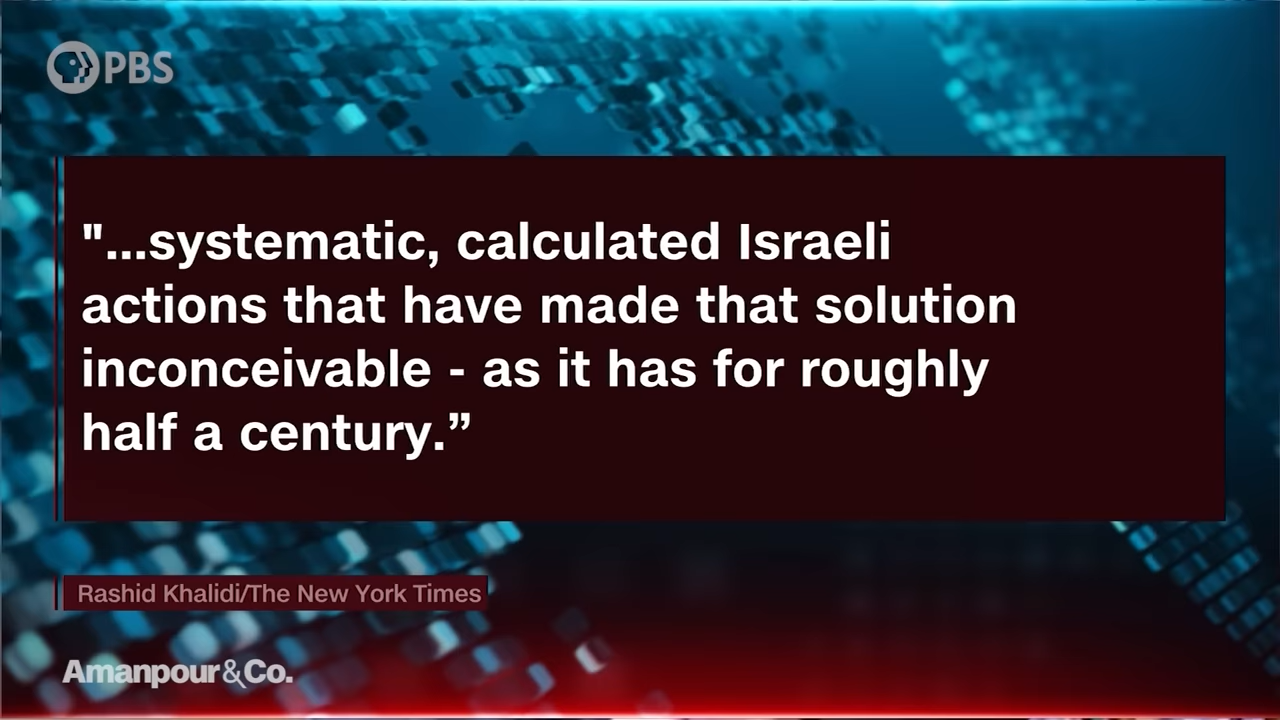 PBS
"...systematic, calculated Israeli
actions that have made that solution
inconceivable - as it has for roughly
half a century.”
Rashid Khalidi/The New York Times
Amanpour&Co.